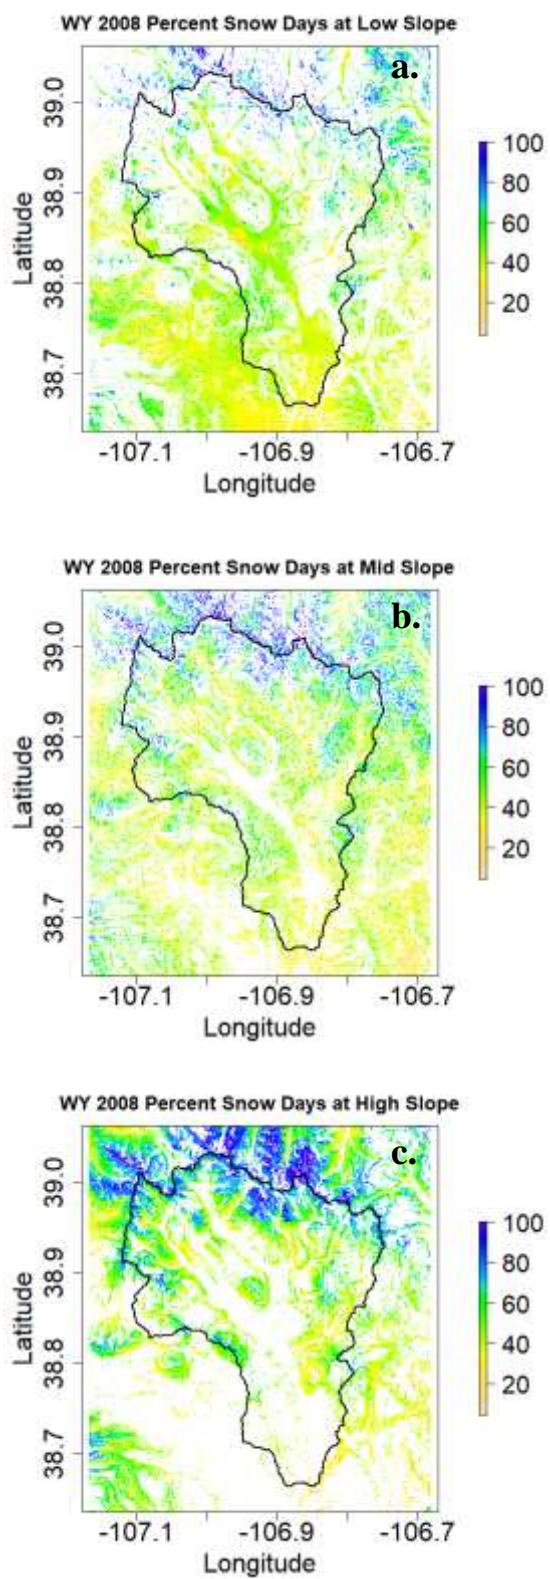 WY 2008 Percent Snow Days at Low Slope
a.
39.0
38.9
38.8
38.7
Latitude
-107.1 -106.9 -106.7
Longitude
100
80
60
40
20
WY 2008 Percent Snow Days at Mid Slope
b.
39.0
38.9
38.8
38.7
Latitude
-107.1 -106.9 -106.7
Longitude
100
80
60
40
20
WY 2008 Percent Snow Days at High Slope
c.
39.0
38.9
38.8
38.7
Latitude
-107.1 -106.9 -106.7
Longitude
100
80
60
40
20